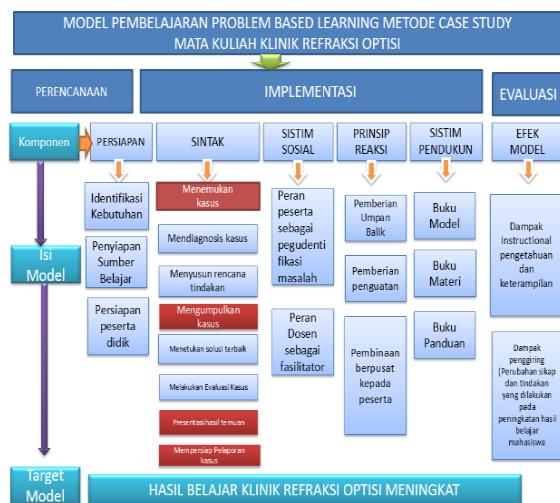 MODEL PEMBELAJARAN PROBLEM BASED LEARNING METODE CASE STUDY
MATA KULIAH KLINIK REFRAKSI OPTISI
PERENCANAAN
IMPLEMENTASI
EVALUASI
Komponen
PERSIAPAN
SINTAK
SISTIM
SOSIAL
PRINSIP
REAKSI
SISTIM
PENDUKUN
EFEK
MODEL
Isi
Model
Identifikasi
Kebutuhan
Penyiapan
Sumber
Belajar
Persiapan
peserta
didik
Menemukan
kasus
Mendiagnosis kasus
Menyusun rencana
tindakan
Mengumpulkan
kasus
Menetukan solusi terbaik
Melakukan Evaluasi Kasus
Presentasi hasil temuan
Mempersiap Pelaporan
kasus
Peran
peserta
sebagai
pegudenti
fikasi
masalah
Peran
Dosen
sebagai
fasilitator
Pemberian
Umpan
Balik
Pemberian
penguatan
Pembinaan
berpusat
kepada
peserta
Buku
Model
Buku
Materi
Buku
Panduan
Dampak
Instructional
pengetahuan
dan
keterampilan
Dampak
penggiring
(Perubahan sikap
dan tindakan
yang dilakukan
pada
peningkatan hasil
belajar
mahasiswa
Target
Model
HASIL BELAJAR KLINIK REFRAKSI OPTISI MENINGKAT